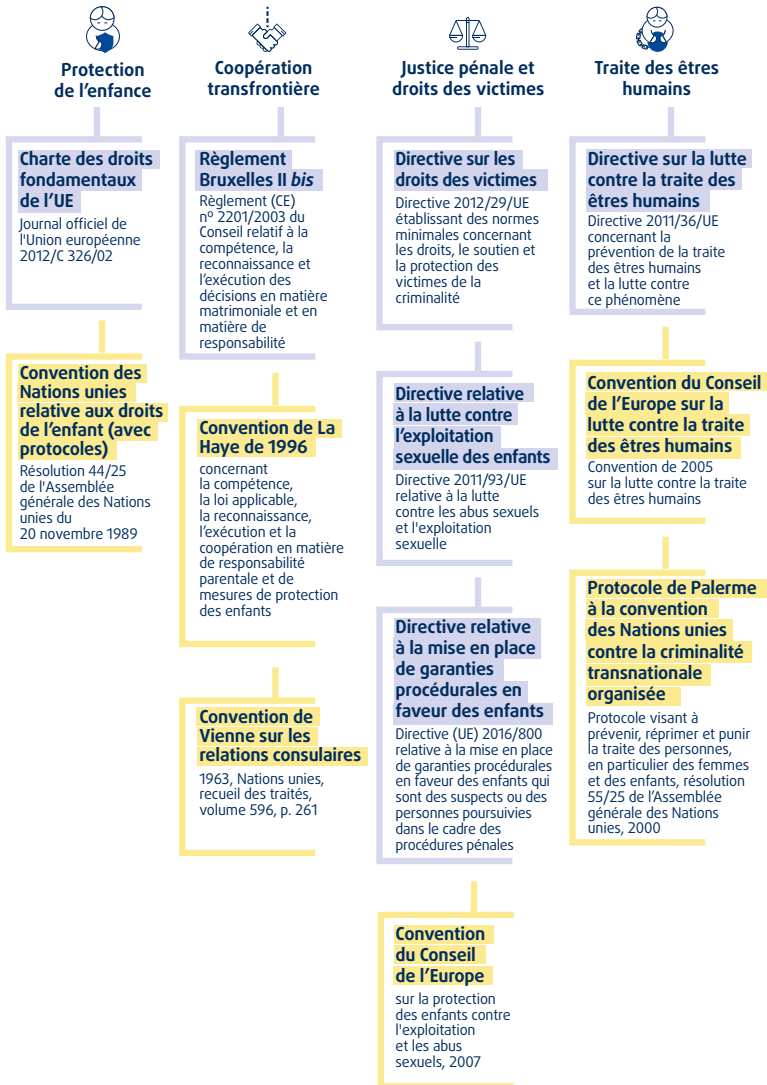 Protection
de l’enfance
Charte des droits
fondamentaux
de l’UE
Journal officiel de
l'Union européenne
2012/C 326/02
Convention des
Nations unies
relative aux droits
de l’enfant (avec
protocoles)
Résolution 44/25
de l'Assemblée
générale des Nations
unies du
20 novembre 1989
Coopération
transfrontière
Règlement
Bruxelles II bis
Règlement (CE)
nº 2201/2003 du
Conseil relatif à la
compétence, la
reconnaissance et
l’exécution des
décisions en matière
matrimoniale et en
matière de
responsabilité
Convention de La
Haye de 1996
concernant
la compétence,
la loi applicable,
la reconnaissance,
l’exécution et la
coopération en matière
de responsabilité
parentale et de
mesures de protection
des enfants
Convention de
Vienne sur les
relations consulaires
1963, Nations unies,
recueil des traités,
volume 596, p. 261
Justice pénale et
droits des victimes
Directive sur les
droits des victimes
Directive 2012/29/UE
établissant des normes
minimales concernant
les droits, le soutien et
la protection des
victimes de la
criminalité
Directive relative
à la lutte contre
l’exploitation
sexuelle des enfants
Directive 2011/93/UE
relative à la lutte
contre les abus sexuels
et l'exploitation
sexuelle
Directive relative
à la mise en place
de garanties
procédurales en
faveur des enfants
Directive (UE) 2016/800
relative à la mise en place
de garanties procédurales
en faveur des enfants qui
sont des suspects ou des
personnes poursuivies
dans le cadre des
procédures pénales
Convention
du Conseil
de l’Europe
sur la protection
des enfants contre
l'exploitation
et les abus
sexuels, 2007
Traite des êtres
humains
Directive sur la lutte
contre la traite des
êtres humains
Directive 2011/36/UE
concernant la
prévention de la traite
des êtres humains
et la lutte contre
ce phénomène
Convention du Conseil
de l’Europe sur la
lutte contre la traite
des êtres humains
Convention de 2005
sur la lutte contre la traite
des êtres humains
Protocole de Palerme
à la convention
des Nations unies
contre la criminalité
transnationale
organisée
Protocole visant à
prévenir, réprimer et punir
la traite des personnes,
en particulier des femmes
et des enfants, résolution
55/25 de l’Assemblée
générale des Nations
unies, 2000